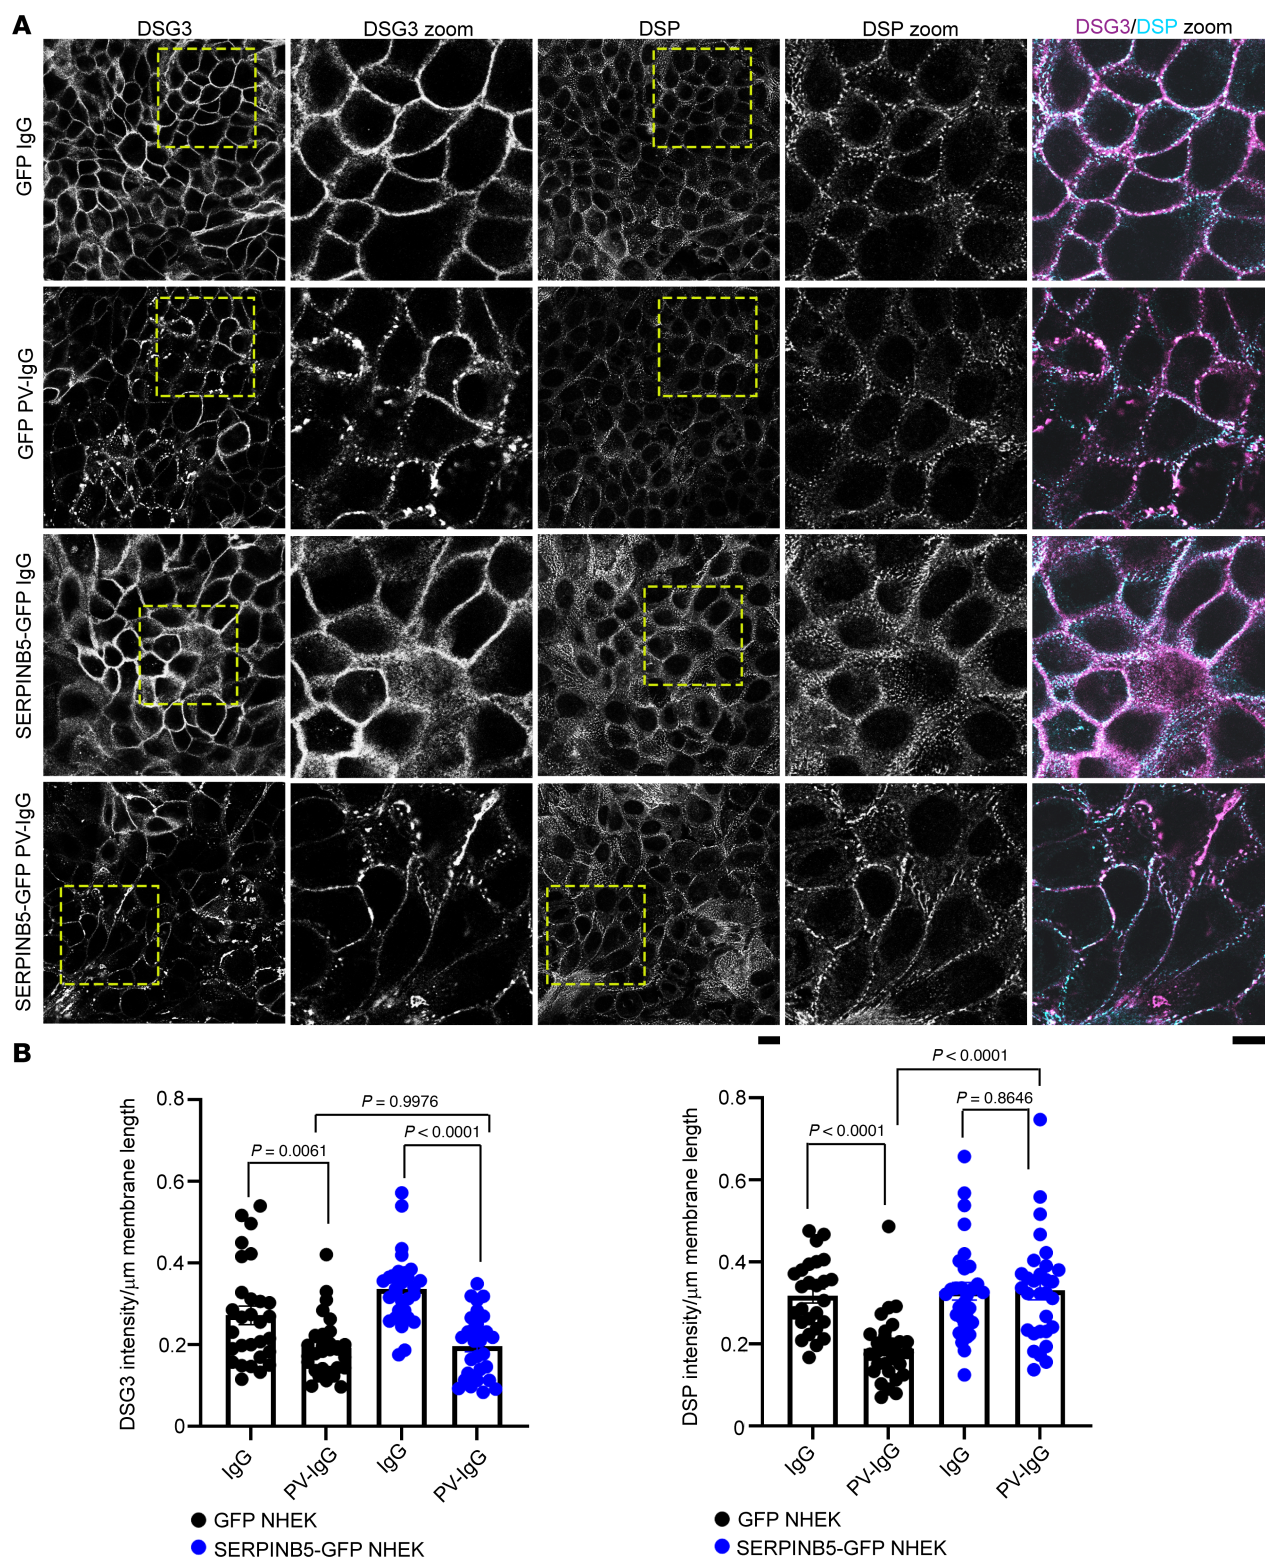 A
DSG3
DSG3 zoom
DSP
DSP zoom
DSG3/DSP zoom
GFP IgG
GFP PV-IgG
SERPINB5-GFP IgG
SERPINB5-GFP PV-IgG
B
DSG3 intensity/μm membrane length
0.8
0.6
0.4
0.2
0
P = 0.9976
P = 0.0061
P < 0.0001
IgG
PV-IgG
IgG
PV-IgG
GFP NHEK
SERPINB5-GFP NHEK
DSP intensity/μm membrane length
0.8
0.6
0.4
0.2
0
P < 0.0001
P < 0.0001
P = 0.8646
IgG
PV-IgG
IgG
PV-IgG
GFP NHEK
SERPINB5-GFP NHEK